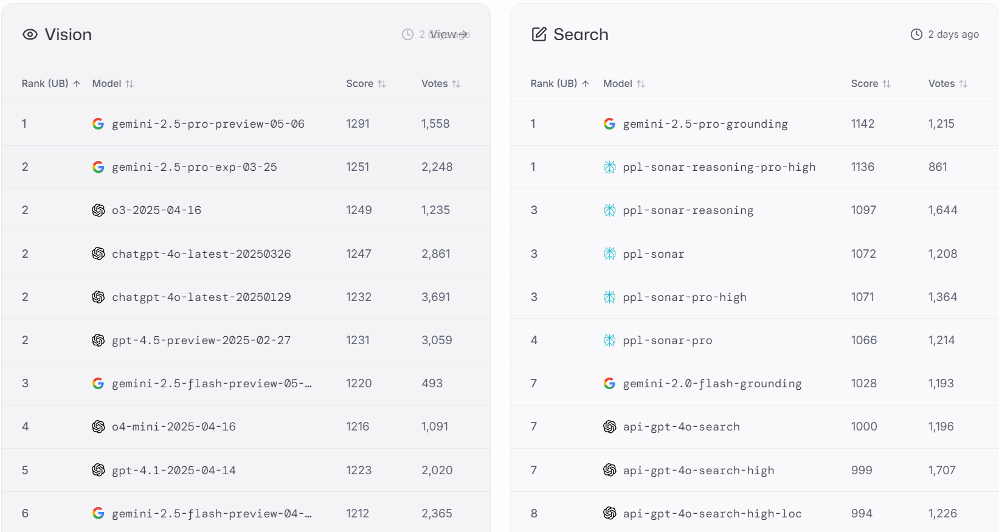 Vision
2 days ago
View →
Rank (UB) ↑ Model ↑↓ Score ↑↓ Votes ↑↓
1 gemini-2.5-pro-preview-05-06 1291 1,558
2 gemini-2.5-pro-exp-03-25 1251 2,248
2 o3-2025-04-16 1249 1,235
2 chatgpt-4o-latest-20250326 1247 2,861
2 chatgpt-4o-latest-20250129 1232 3,691
2 gpt-4.5-preview-2025-02-27 1231 3,059
3 gemini-2.5-flash-preview-05-… 1220 493
4 o4-mini-2025-04-16 1216 1,091
5 gpt-4.1-2025-04-14 1223 2,020
6 gemini-2.5-flash-preview-04-… 1212 2,365
Search
2 days ago
Rank (UB) ↑ Model ↑↓ Score ↑↓ Votes ↑↓
1 gemini-2.5-pro-grounding 1142 1,215
1 ppl-sonar-reasoning-pro-high 1136 861
3 ppl-sonar-reasoning 1097 1,644
3 ppl-sonar 1072 1,208
3 ppl-sonar-pro-high 1071 1,364
4 ppl-sonar-pro 1066 1,214
7 gemini-2.0-flash-grounding 1028 1,193
7 api-gpt-4o-search 1000 1,196
7 api-gpt-4o-search-high 999 1,707
8 api-gpt-4o-search-high-loc 994 1,226